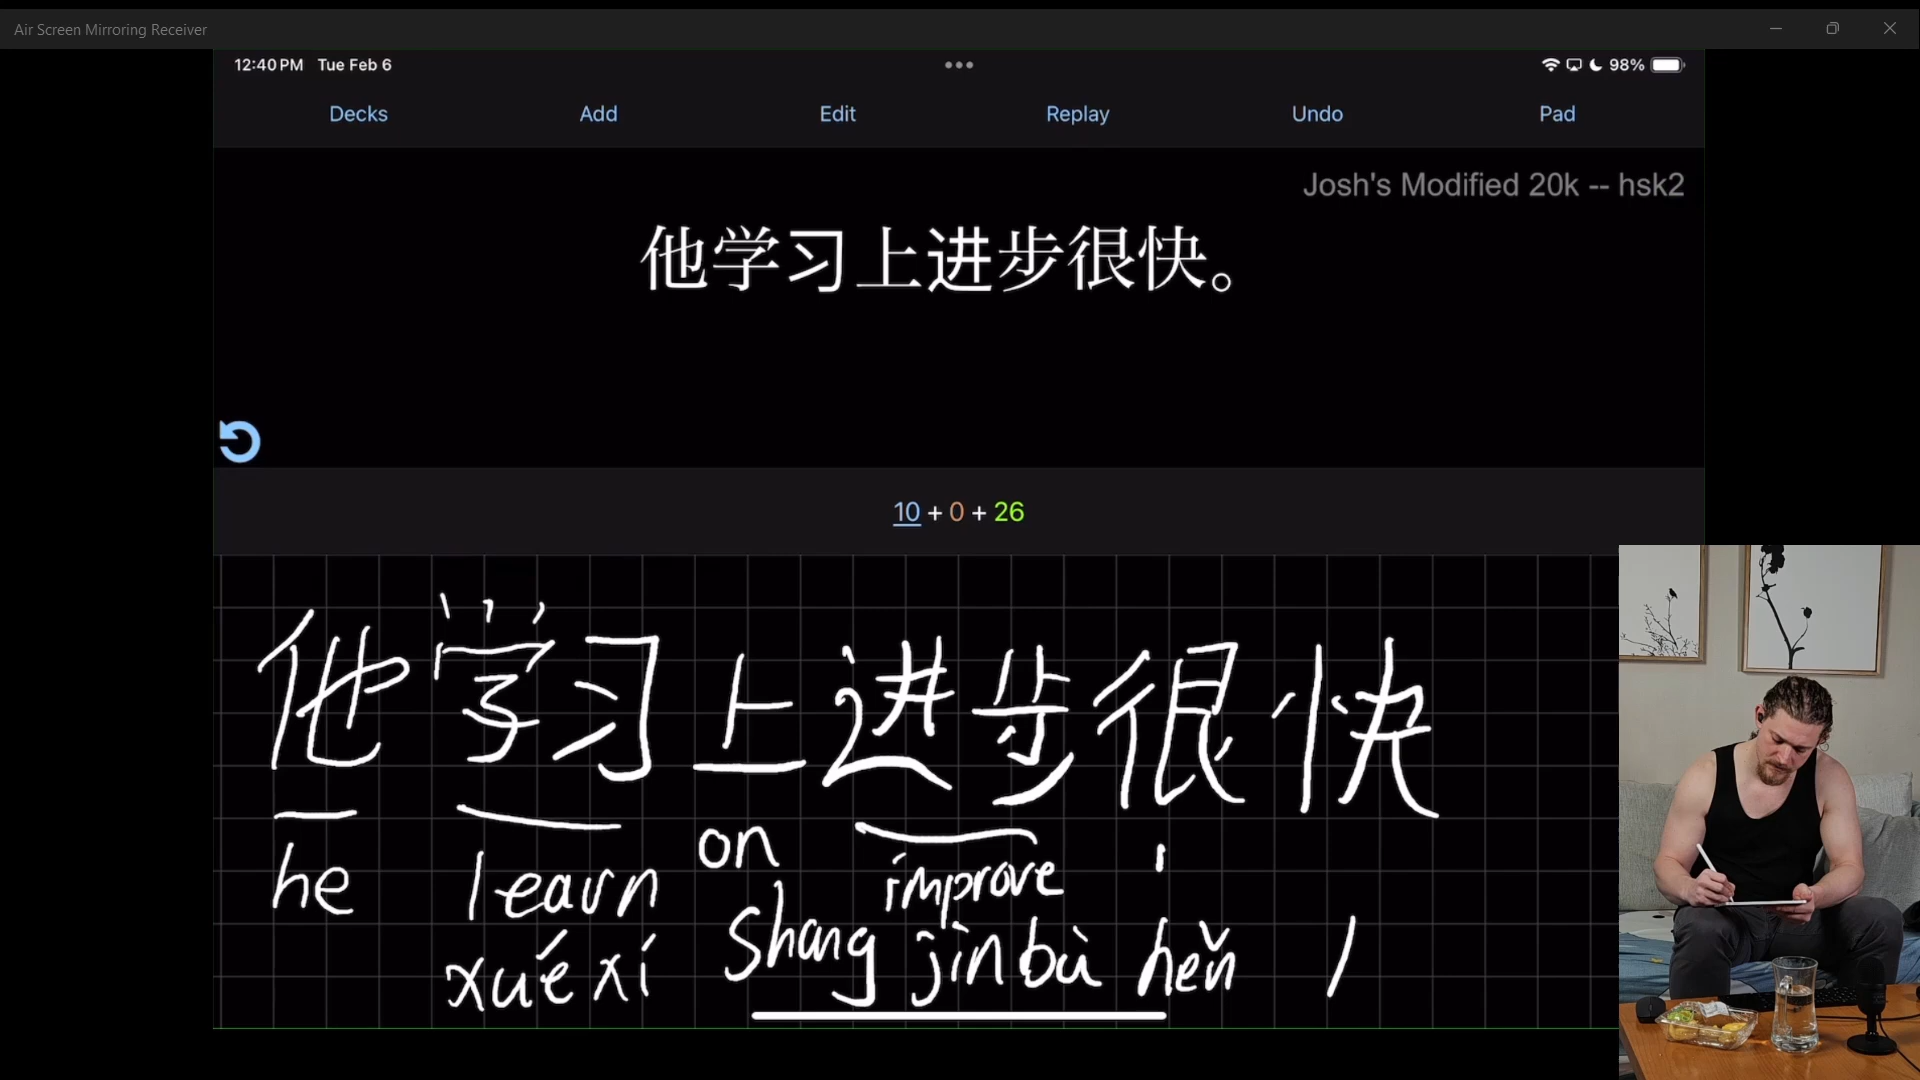 Air Screen Mirroring Receiver
12:40 PM Tue Feb 6
98%
Decks Add Edit Replay Undo Pad
Josh's Modified 20k -- hsk2
他学习上进步很快。
10 + 0 + 26
他学习上进步很快
he learn on improve
xuéxí shang jìnbù hěn